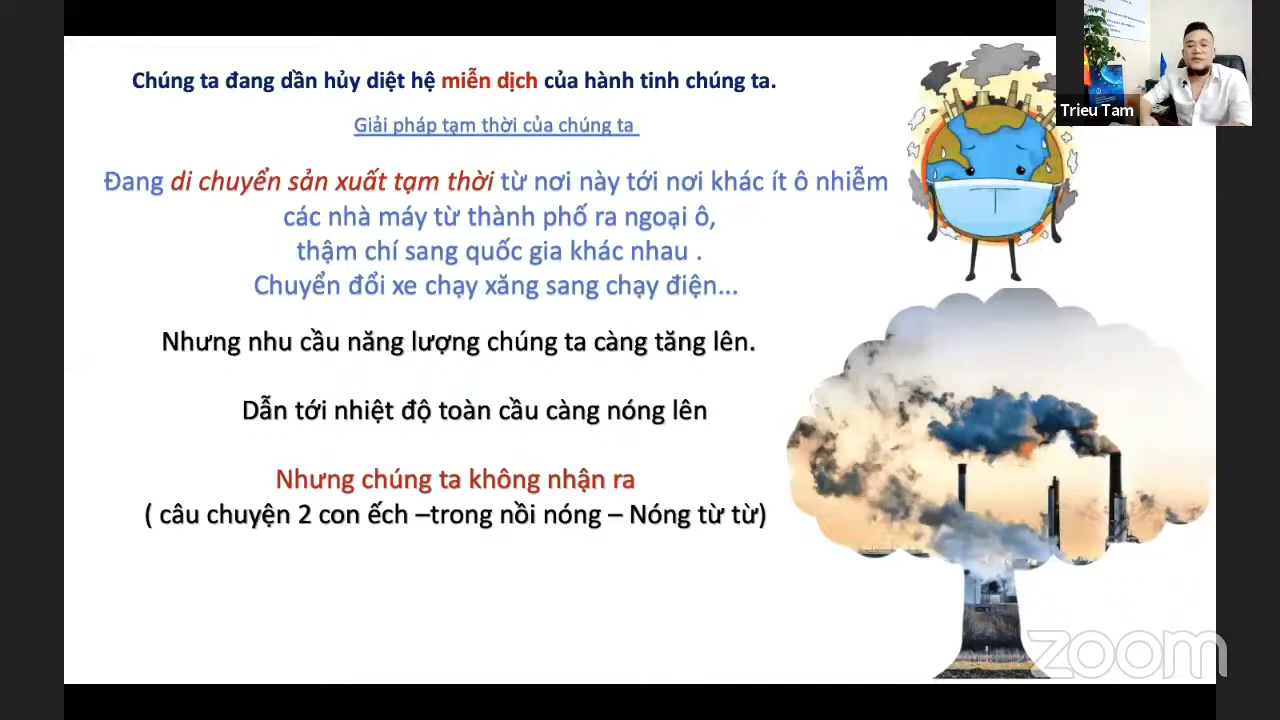 Chúng ta đang dần hủy diệt hệ miễn dịch của hành tinh chúng ta.
Giải pháp tạm thời của chúng ta
Đang di chuyển sản xuất tạm thời từ nơi này tới nơi khác ít ô nhiễm
các nhà máy từ thành phố ra ngoại ô,
thậm chí sang quốc gia khác nhau .
Chuyển đổi xe chạy xăng sang chạy điện...
Nhưng nhu cầu năng lượng chúng ta càng tăng lên.
Dẫn tới nhiệt độ toàn cầu càng nóng lên
Nhưng chúng ta không nhận ra
( câu chuyện 2 con ếch –trong nồi nóng – Nóng từ từ)
Trieu Tam
zoom